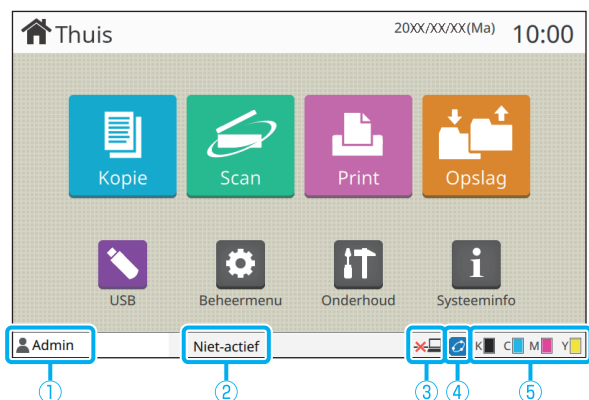 Thuis
20XX/XX/XX(Ma)
10:00
Kopie
Scan
Print
Opslag
USB
Beheermenu
Onderhoud
Systeeminfo
Admin
Niet-actief
K C M Y
① ② ③ ④ ⑤